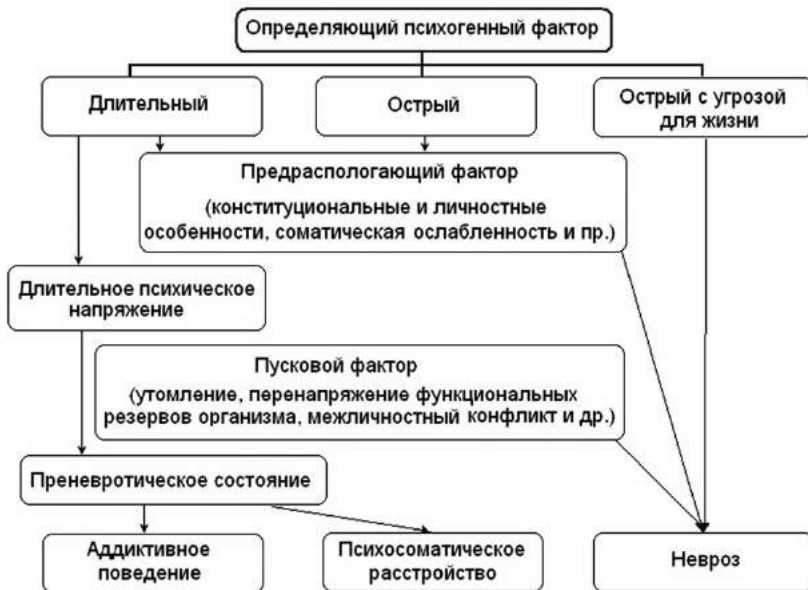 Определяющий психогенный фактор
Длительный
Острый
Острый с угрозой
для жизни
Предраспологающий фактор
(конституциональные и личностные
особенности, соматическая ослабленность и пр.)
Длительное психическое
напряжение
Пусковой фактор
(утомление, перенапряжение функциональных
резервов организма, межличностный конфликт и др.)
Преневротическое состояние
Аддиктивное
поведение
Психосоматическое
расстройство
Невроз